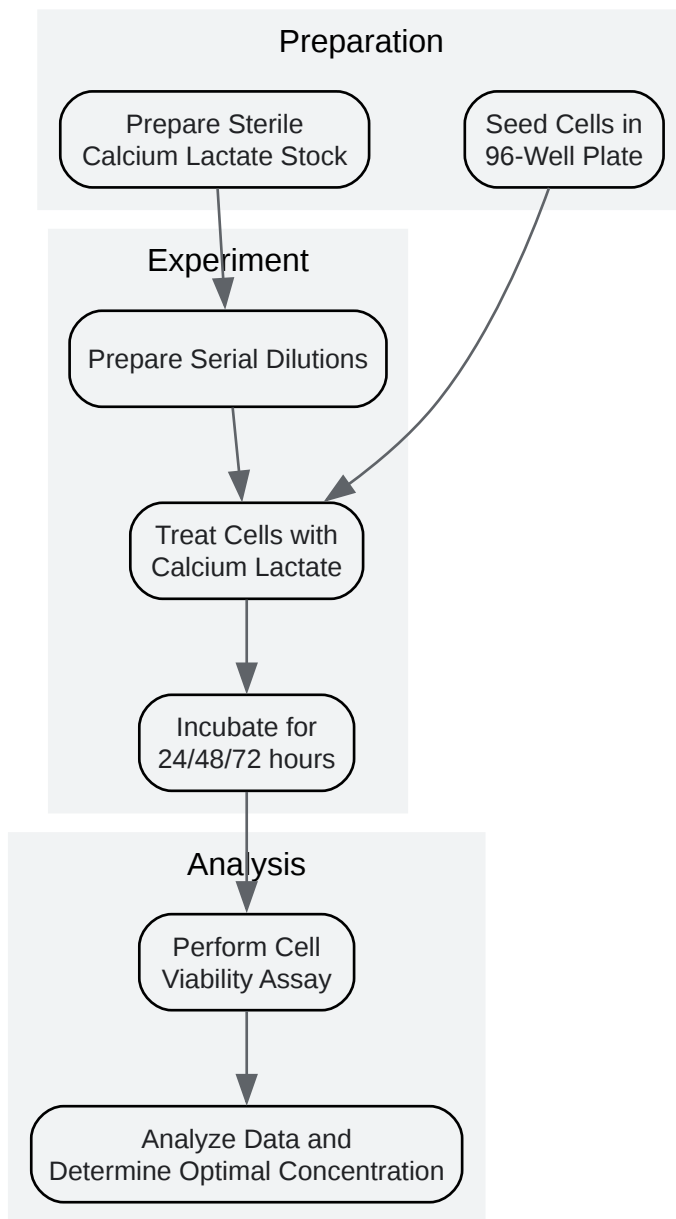 Preparation
Prepare Sterile
Calcium Lactate Stock
Seed Cells in
96-Well Plate
Experiment
Prepare Serial Dilutions
Treat Cells with
Calcium Lactate
Incubate for
24/48/72 hours
Analysis
Perform Cell
Viability Assay
Analyze Data and
Determine Optimal Concentration